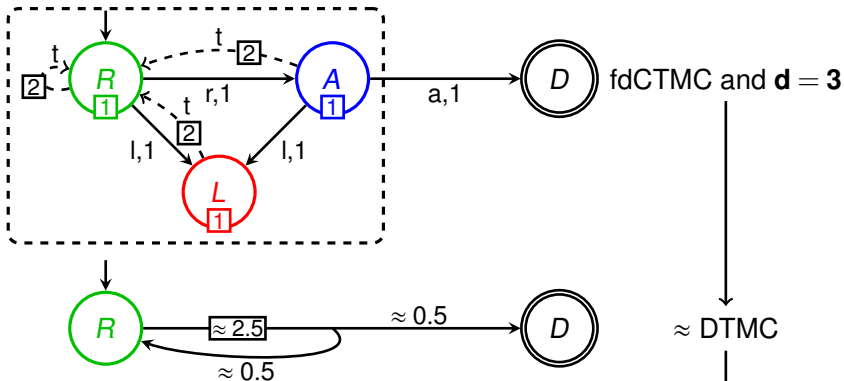 t
t
2
2
R
A
D
fdCTMC and d = 3
1
r,1
1
a,1
t
2
l,1
l,1
L
1
R
≈ 2.5
≈ 0.5
D
≈ DTMC
≈ 0.5